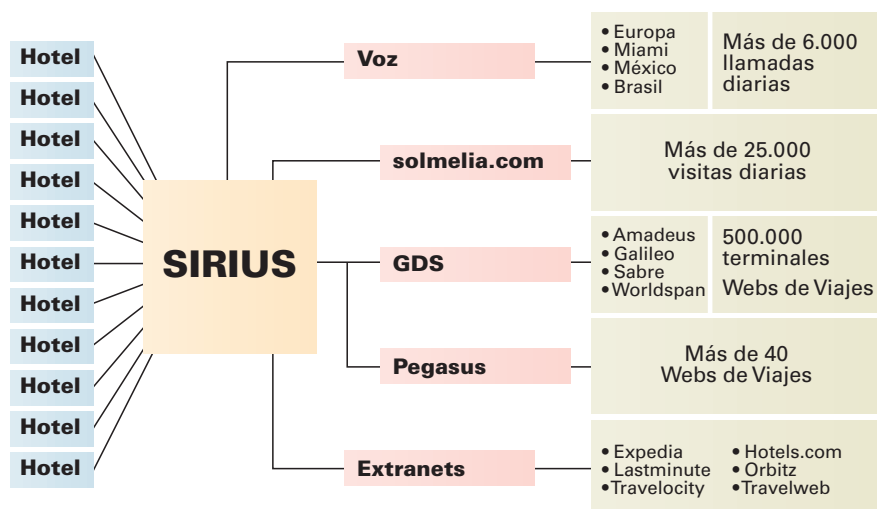 Hotel
Hotel
Hotel
Hotel
Hotel
Hotel
Hotel
Hotel
Hotel
Hotel
Hotel
SIRIUS
Voz
• Europa
• Miami
• México
• Brasil
Más de 6.000
llamadas
diarias
solmelia.com
Más de 25.000
visitas diarias
GDS
• Amadeus
• Galileo
• Sabre
• Worldspan
500.000
terminales
Webs de Viajes
Pegasus
Más de 40
Webs de Viajes
Extranets
• Expedia
• Lastminute
• Travelocity
• Hotels.com
• Orbitz
• Travelweb